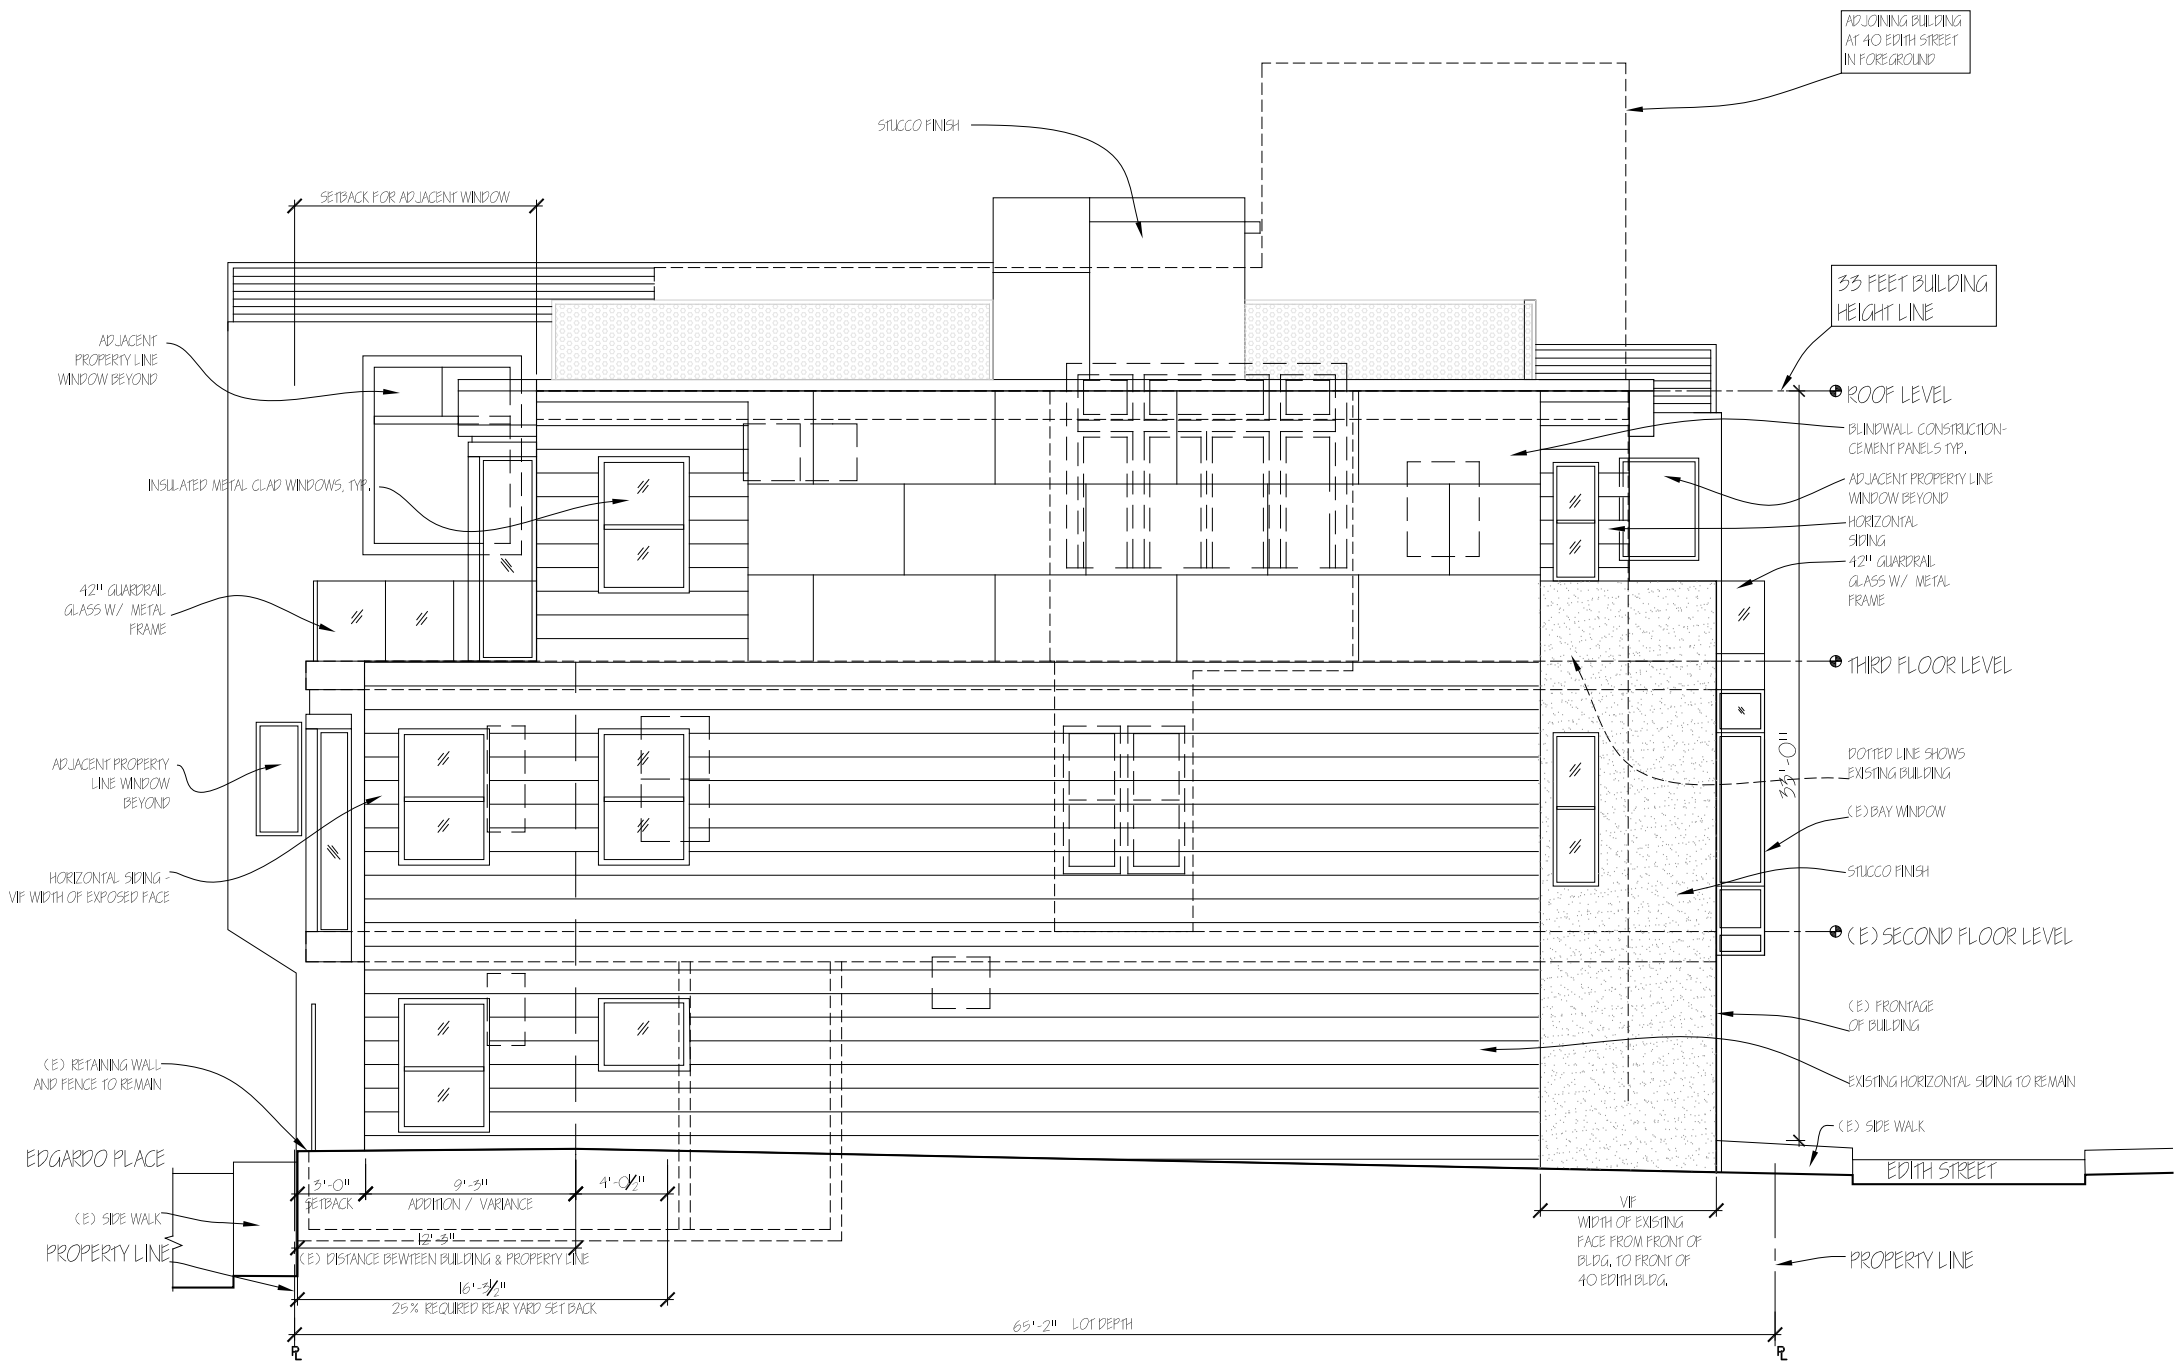 ADJOINING BUILDING
AT 40 EDITH STREET
IN FOREGROUND
STUCCO FINISH
SETBACK FOR ADJACENT WINDOW
33 FEET BUILDING
HEIGHT LINE
ADJACENT
PROPERTY LINE
WINDOW BEYOND
ROOF LEVEL
BLINDWALL CONSTRUCTION-
CEMENT PANELS TYP.
INSULATED METAL CLAD WINDOWS, TYP.
ADJACENT PROPERTY LINE
WINDOW BEYOND
HORIZONTAL
SIDING
42" GUARDRAIL
GLASS W/ METAL
FRAME
42" GUARDRAIL
GLASS W/ METAL
FRAME
THIRD FLOOR LEVEL
33'-0"
ADJACENT PROPERTY
LINE WINDOW
BEYOND
DOTTED LINE SHOWS
EXISTING BUILDING
(E) BAY WINDOW
HORIZONTAL SIDING -
VIF WIDTH OF EXPOSED FACE
STUCCO FINISH
(E) SECOND FLOOR LEVEL
(E) FRONTAGE
OF BUILDING
(E) RETAINING WALL
AND FENCE TO REMAIN
EXISTING HORIZONTAL SIDING TO REMAIN
(E) SIDE WALK
EDGARDO PLACE
EDITH STREET
3'-0"
SETBACK
9'-3"
ADDITION / VARIANCE
4'-0½"
(E) SIDE WALK
VIF
WIDTH OF EXISTING
FACE FROM FRONT OF
BLDG. TO FRONT OF
40 EDITH BLDG.
PROPERTY LINE
12'-3"
(E) DISTANCE BEWTEEN BUILDING & PROPERTY LINE
PROPERTY LINE
16'-3½"
25% REQUIRED REAR YARD SET BACK
65'-2" LOT DEPTH
PL
PL